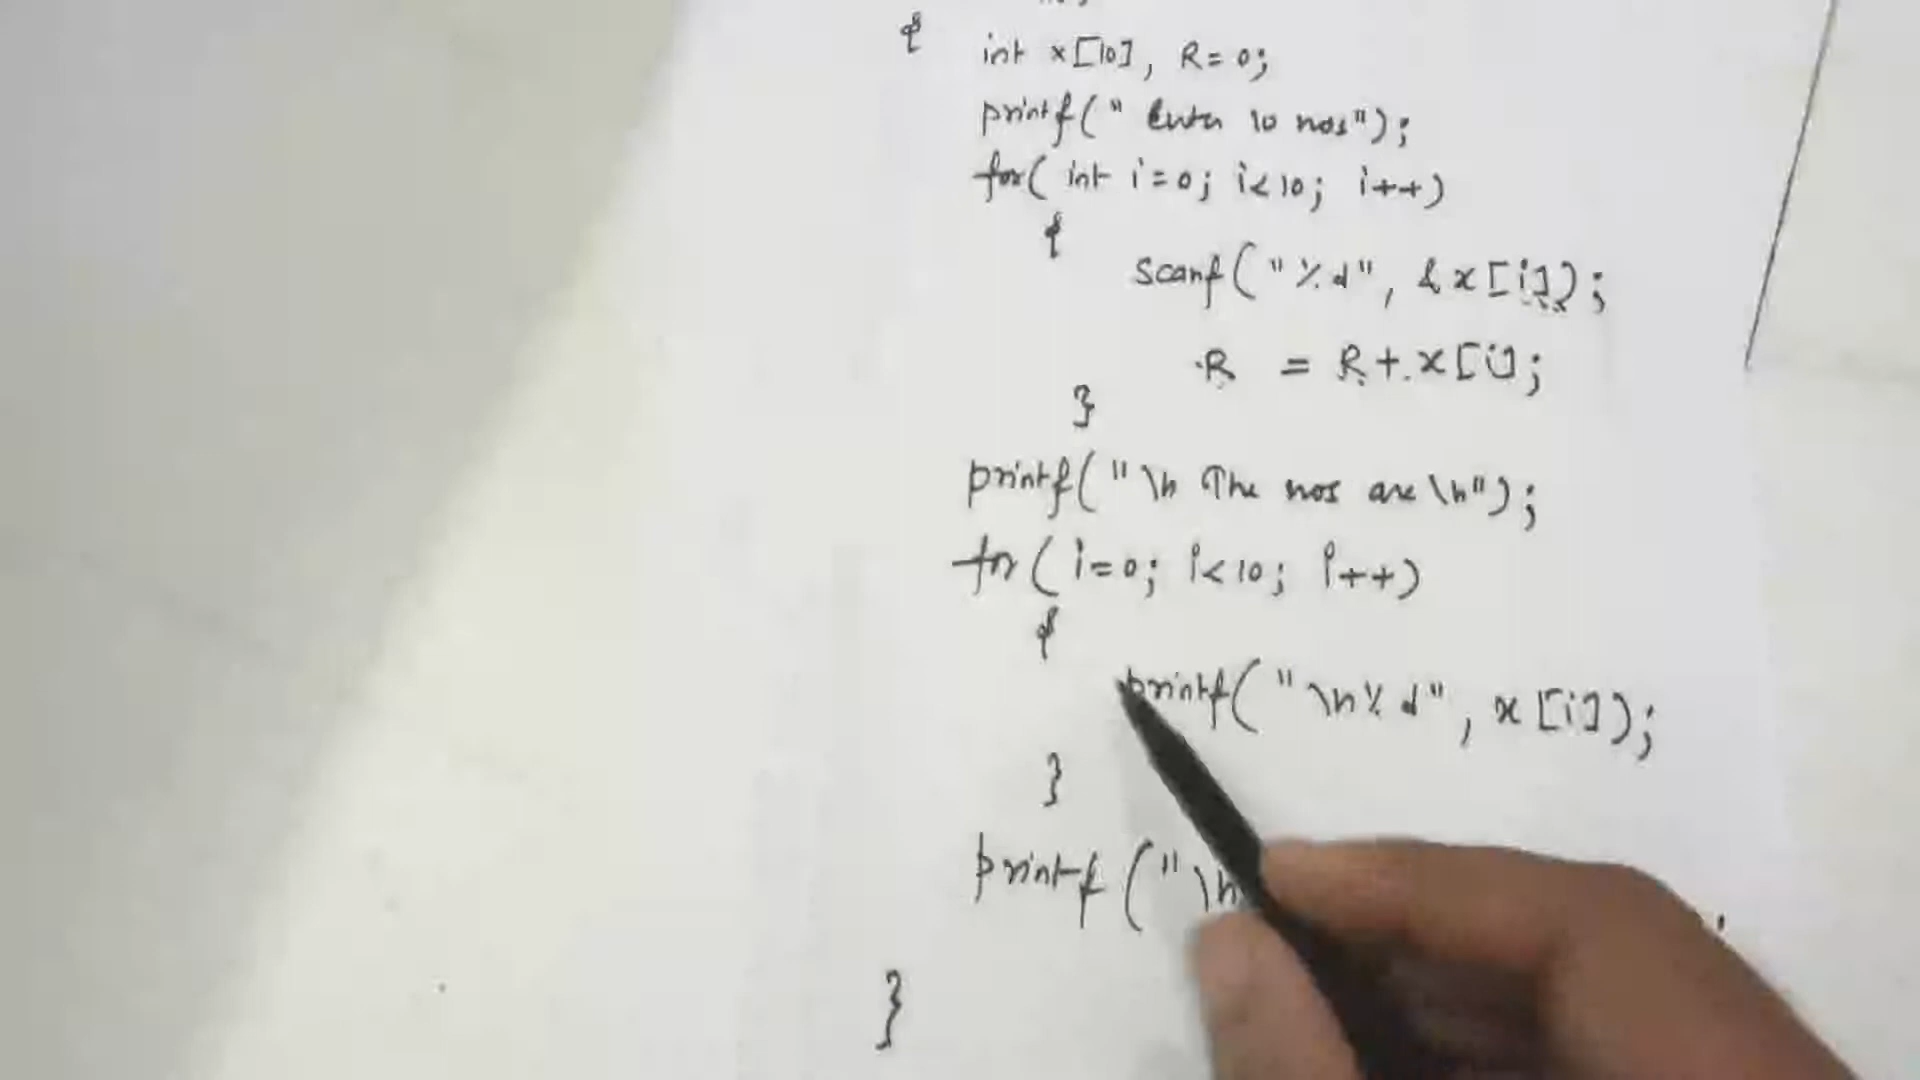 {
int x[10], R=0;
printf(" Enter 10 nos");
for( int i=0; i<10; i++)
{
scanf("%d", &x[i]);
R = R+x[i];
}
printf("\n The nos are \n");
for (i=0; i<10; i++)
{
printf("\n%d", x[i]);
}
printf ("\n
}